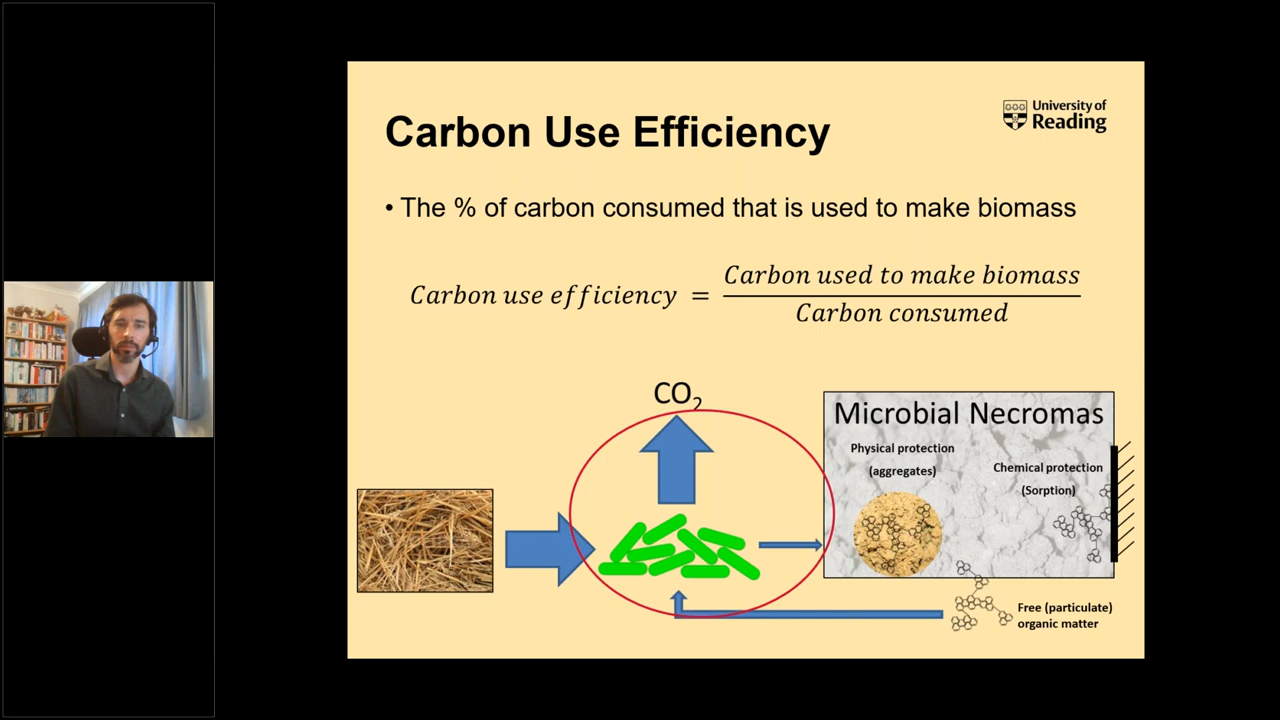 Carbon Use Efficiency
University of
Reading
• The % of carbon consumed that is used to make biomass
Carbon use efficiency = Carbon used to make biomass
Carbon consumed
CO₂
Microbial Necromas
Physical protection
(aggregates)
Chemical protection
(Sorption)
Free (particulate)
organic matter